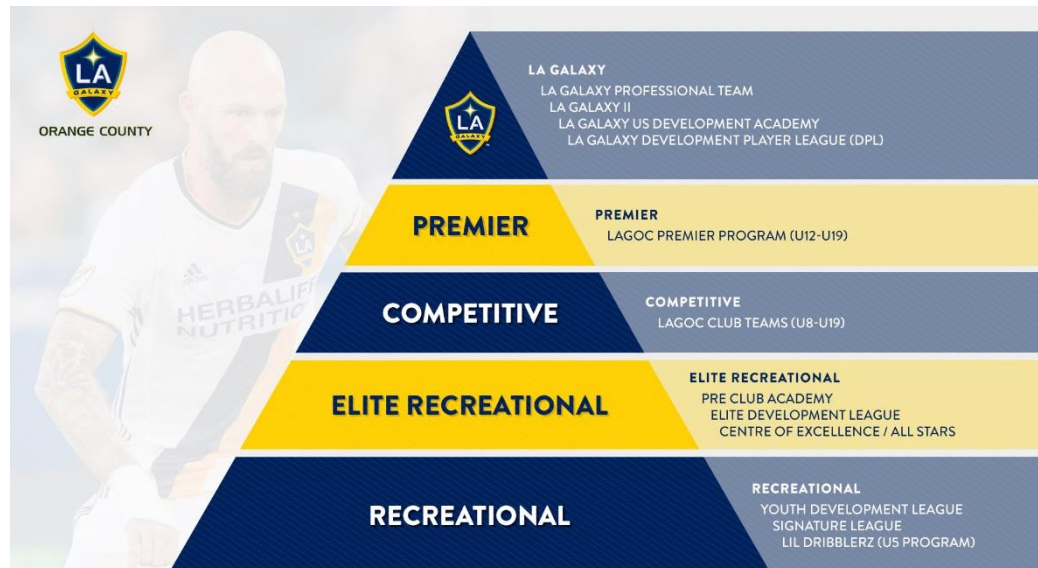 LA
GALAXY
ORANGE COUNTY
LA
GALAXY
LA GALAXY
LA GALAXY PROFESSIONAL TEAM
LA GALAXY II
LA GALAXY US DEVELOPMENT ACADEMY
LA GALAXY DEVELOPMENT PLAYER LEAGUE (DPL)
PREMIER
PREMIER
LAGOC PREMIER PROGRAM (U12-U19)
COMPETITIVE
COMPETITIVE
LAGOC CLUB TEAMS (U8-U19)
ELITE RECREATIONAL
ELITE RECREATIONAL
PRE CLUB ACADEMY
ELITE DEVELOPMENT LEAGUE
CENTRE OF EXCELLENCE / ALL STARS
RECREATIONAL
RECREATIONAL
YOUTH DEVELOPMENT LEAGUE
SIGNATURE LEAGUE
LIL DRIBBLERZ (U5 PROGRAM)
LA
adidas
HERBALIFE
NUTRITION